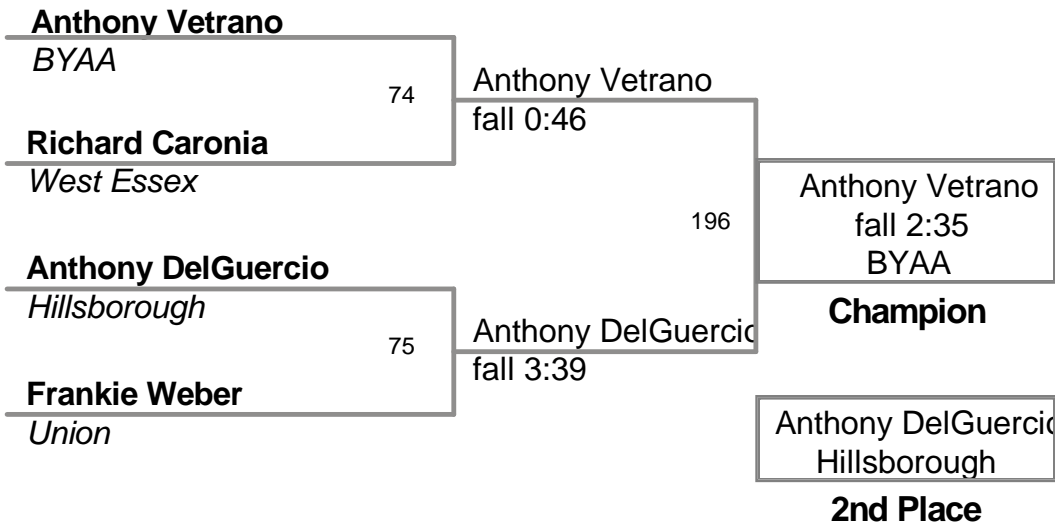 Anthony Vetrano
BYAA
74
Richard Caronia
West Essex
Anthony Vetrano
fall 0:46
Anthony DelGuercio
Hillsborough
75
Frankie Weber
Union
Anthony DelGuercio
fall 3:39
196
Anthony Vetrano
fall 2:35
BYAA
Champion
Anthony DelGuercio
Hillsborough
2nd Place